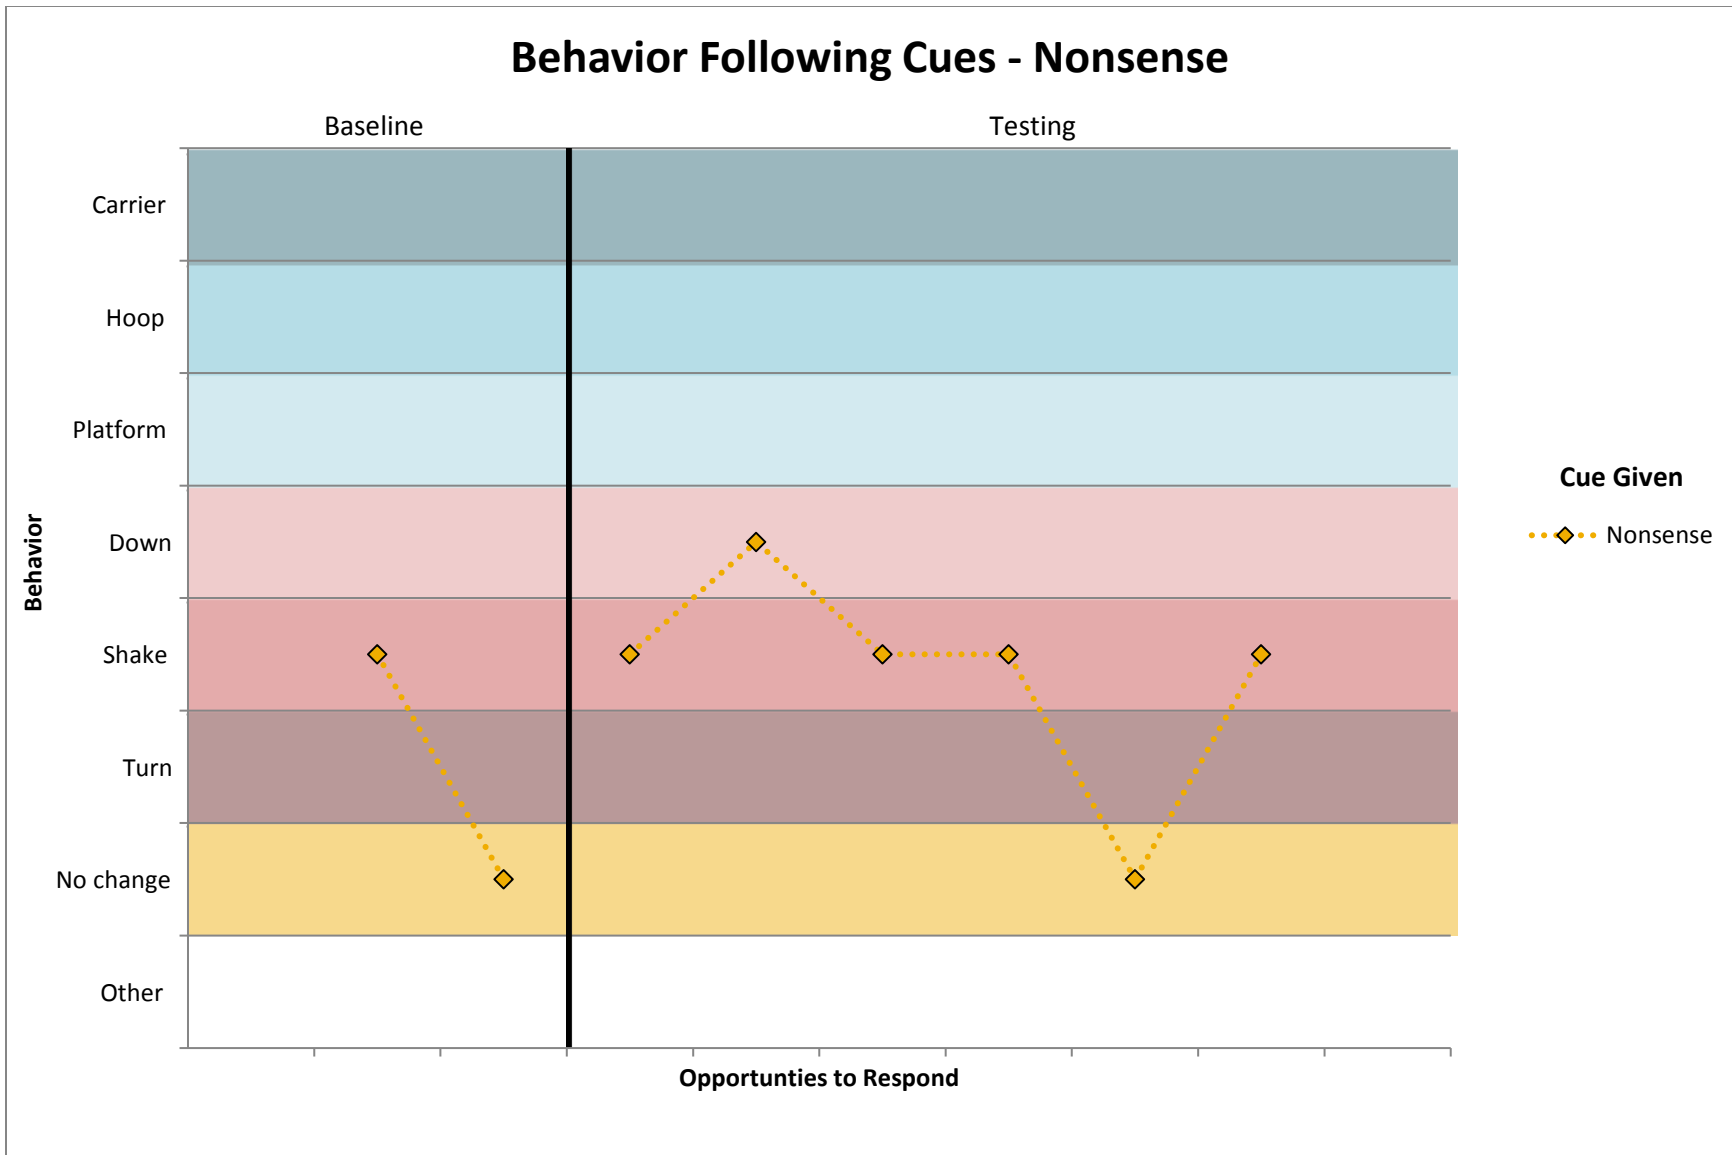 Behavior Following Cues - Nonsense
Baseline
Testing
Carrier
Hoop
Platform
Down
Shake
Turn
No change
Other
Behavior
Opportunties to Respond
Cue Given
Nonsense